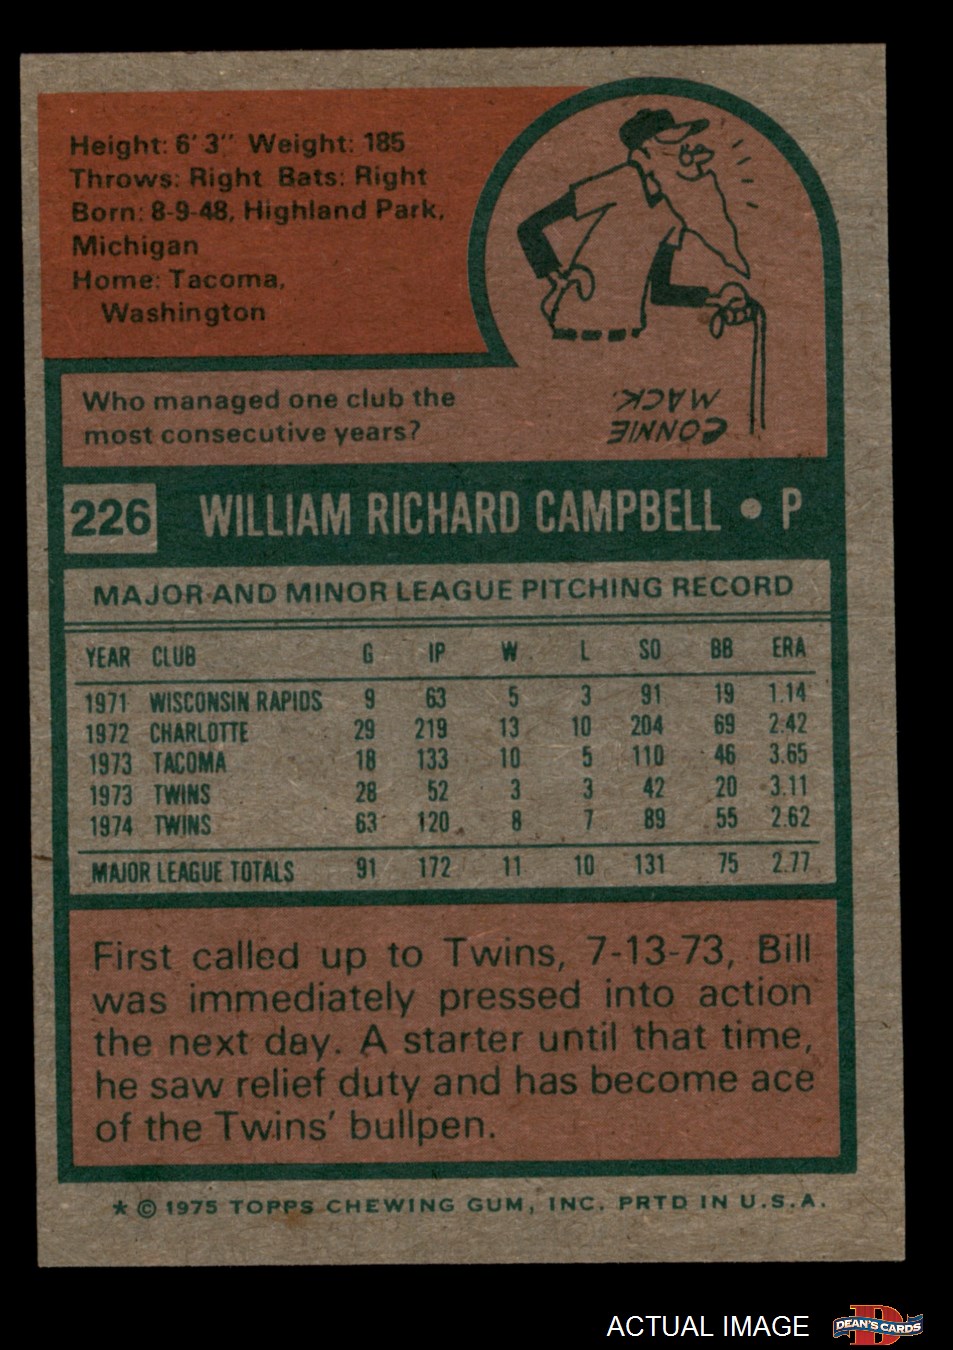 Height: 6' 3" Weight: 185
Throws: Right Bats: Right
Born: 8-9-48, Highland Park,
Michigan
Home: Tacoma,
Washington
Who managed one club the
most consecutive years?
CONNIE
MACK.
226 WILLIAM RICHARD CAMPBELL • P
MAJOR AND MINOR LEAGUE PITCHING RECORD
YEAR CLUB G IP W L SO BB ERA
1971 WISCONSIN RAPIDS 9 63 5 3 91 19 1.14
1972 CHARLOTTE 29 219 13 10 204 69 2.42
1973 TACOMA 18 133 10 5 110 46 3.65
1973 TWINS 28 52 3 3 42 20 3.11
1974 TWINS 63 120 8 7 89 55 2.62
MAJOR LEAGUE TOTALS 91 172 11 10 131 75 2.77
First called up to Twins, 7-13-73, Bill
was immediately pressed into action
the next day. A starter until that time,
he saw relief duty and has become ace
of the Twins' bullpen.
* © 1975 TOPPS CHEWING GUM, INC. PRTD IN U.S.A.
ACTUAL IMAGE
D
DEAN'S CARDS